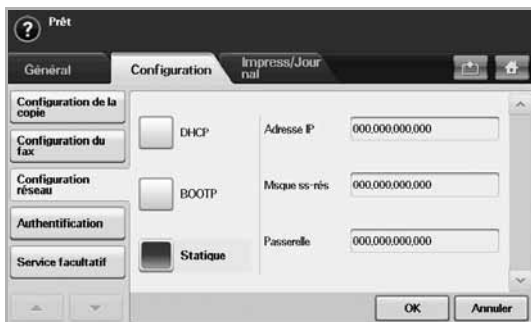 ? Prêt
Général
Configuration
Impress/Jour
nal
Configuration de la
copie
Configuration du
fax
Configuration
réseau
Authentification
Service facultatif
DHCP
BOOTP
Statique
Adresse IP 000,000,000,000
Msque ss-rés 000,000,000,000
Passerelle 000,000,000,000
OK
Annuler